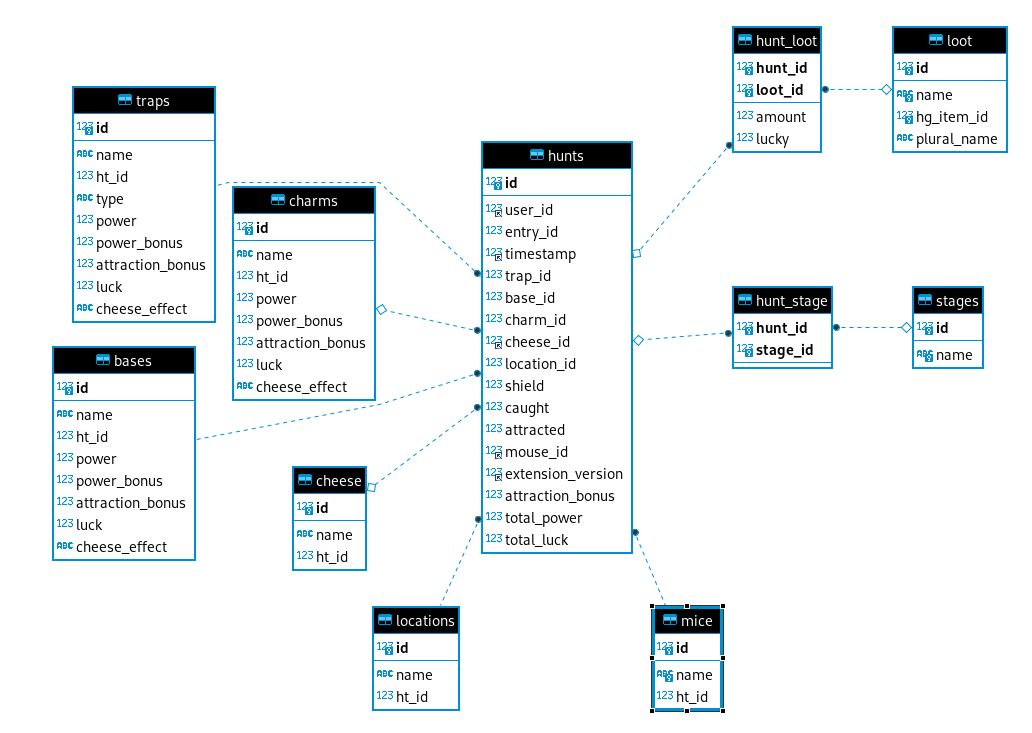 hunt_loot
123 hunt_id
123 loot_id
123 amount
123 lucky
loot
123 id
ABC name
123 hg_item_id
ABC plural_name
traps
123 id
ABC name
123 ht_id
ABC type
123 power
123 power_bonus
123 attraction_bonus
123 luck
ABC cheese_effect
charms
123 id
ABC name
123 ht_id
123 power
123 power_bonus
123 attraction_bonus
123 luck
ABC cheese_effect
hunts
123 id
123 user_id
123 entry_id
123 timestamp
123 trap_id
123 base_id
123 charm_id
123 cheese_id
123 location_id
123 shield
123 caught
123 attracted
123 mouse_id
123 extension_version
123 attraction_bonus
123 total_power
123 total_luck
hunt_stage
123 hunt_id
123 stage_id
stages
123 id
ABC name
bases
123 id
ABC name
123 ht_id
123 power
123 power_bonus
123 attraction_bonus
123 luck
ABC cheese_effect
cheese
123 id
ABC name
123 ht_id
locations
123 id
ABC name
123 ht_id
mice
123 id
ABC name
123 ht_id